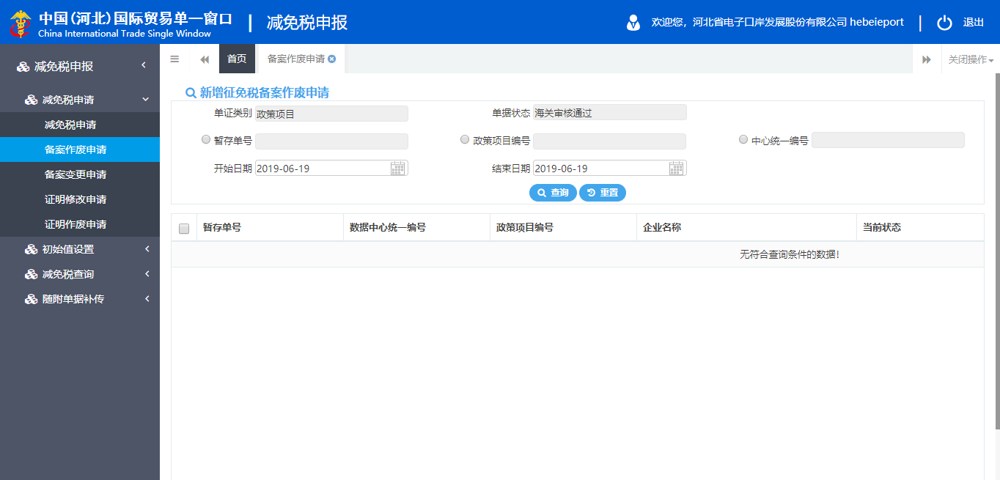 中国(河北)国际贸易单一窗口
China International Trade Single Window
减免税申报
欢迎您，河北省电子口岸发展股份有限公司 hebeieport
退出
减免税申报
减免税申请
减免税申请
备案作废申请
备案变更申请
证明修改申请
证明作废申请
初始值设置
减免税查询
随附单据补传
首页
备案作废申请
关闭操作
新增征免税备案作废申请
单证类别 政策项目
单据状态 海关审核通过
暂存单号
政策项目编号
中心统一编号
开始日期 2019-06-19
结束日期 2019-06-19
查询
重置
暂存单号
数据中心统一编号
政策项目编号
企业名称
当前状态
无符合查询条件的数据!